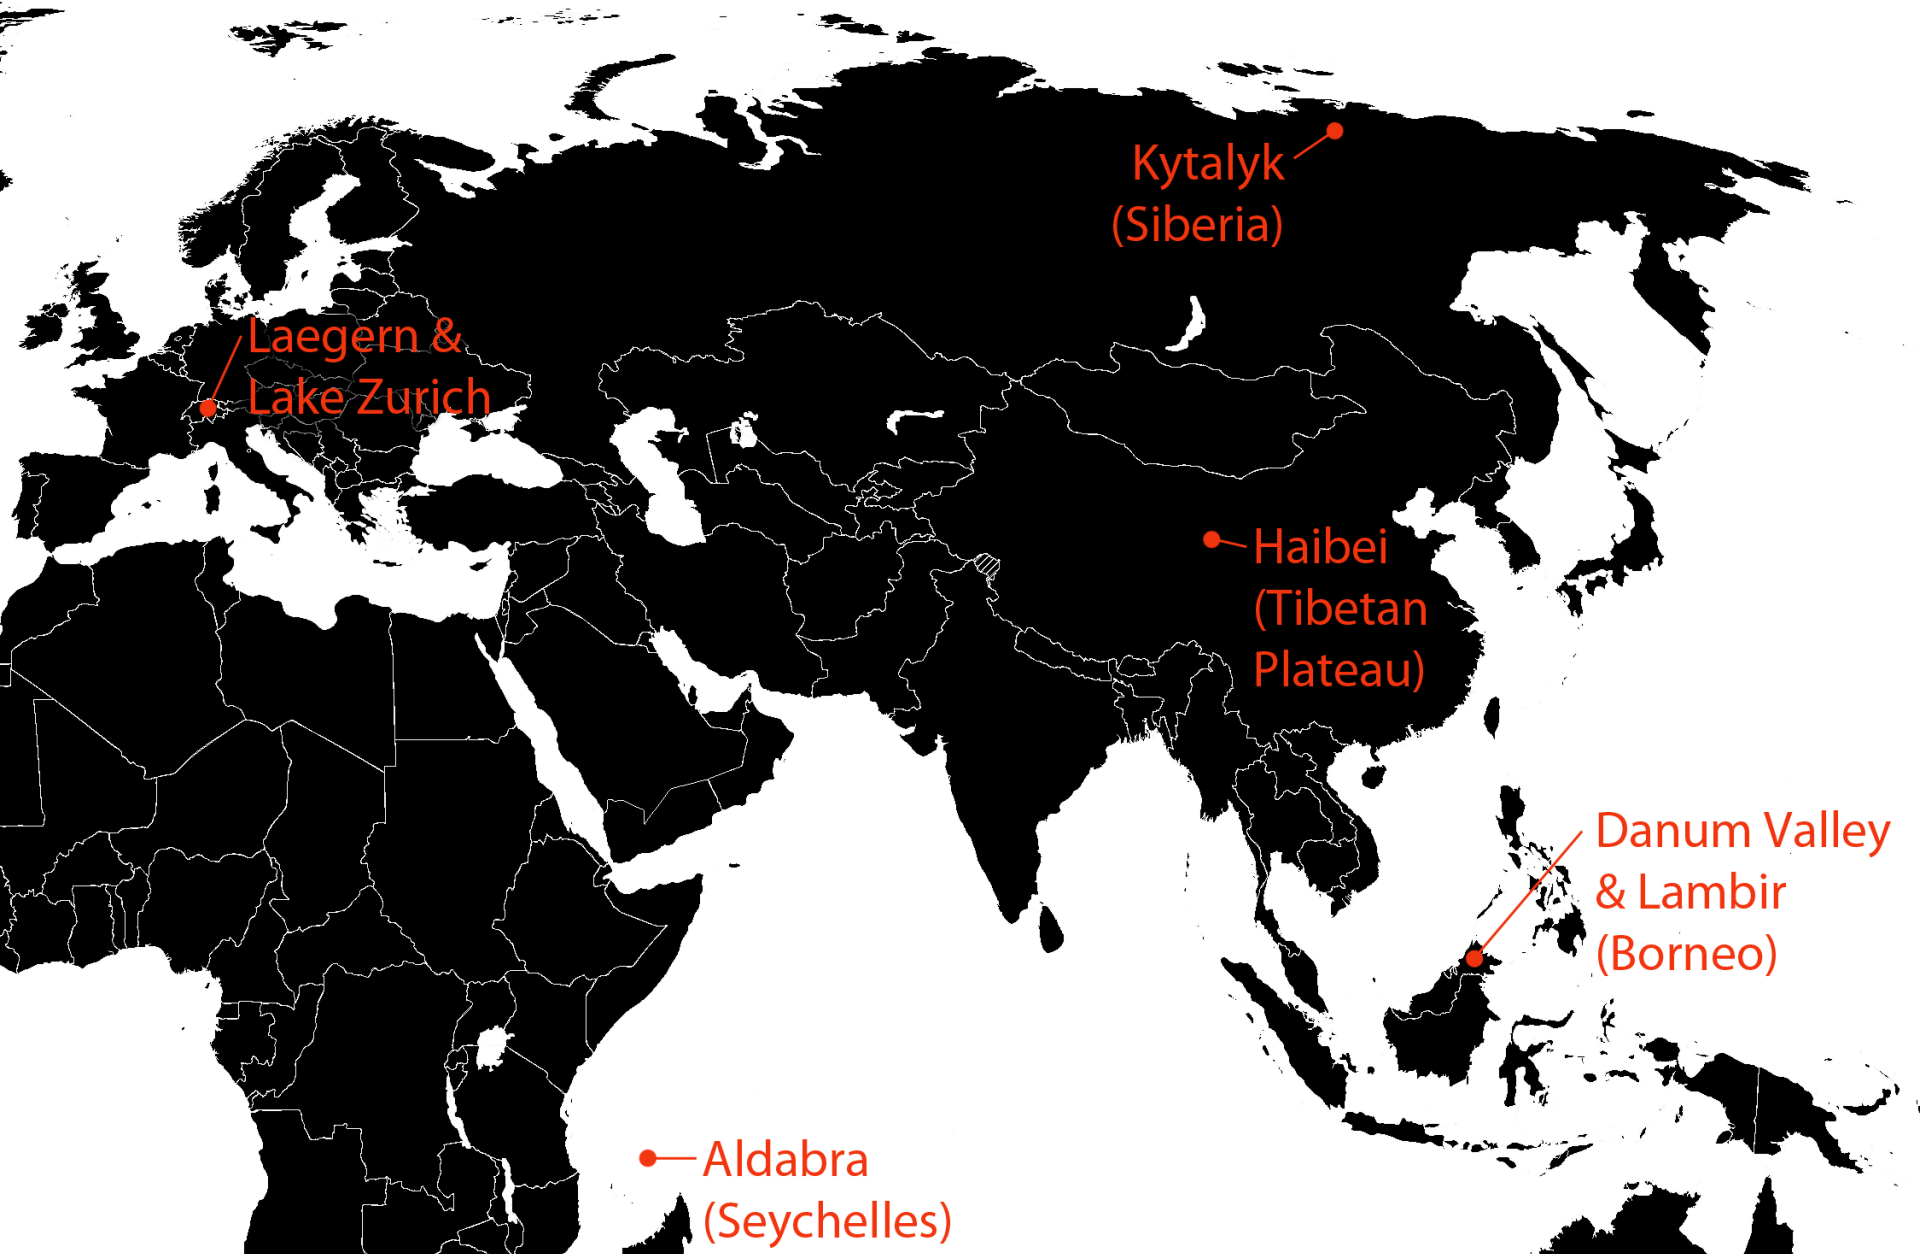 Kytalyk
(Siberia)
Laegern &
Lake Zurich
Haibei
(Tibetan
Plateau)
Danum Valley
& Lambir
(Borneo)
Aldabra
(Seychelles)